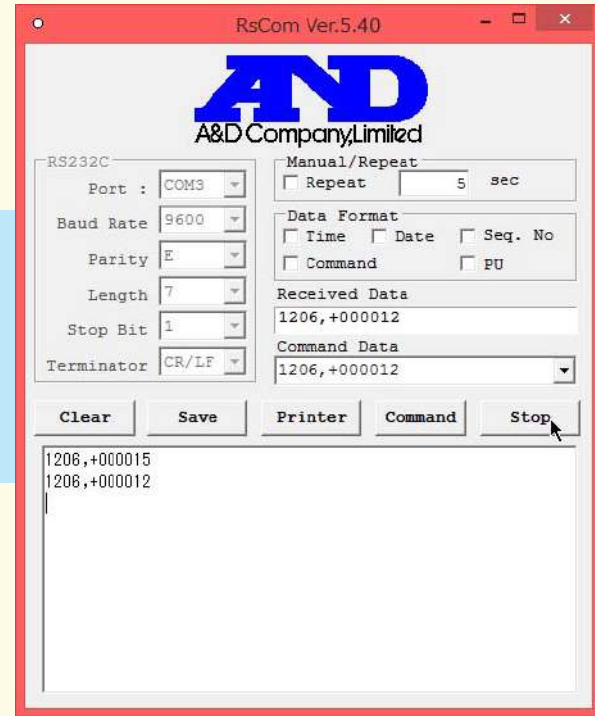 RsCom Ver.5.40
AND
A&D Company,Limited
RS232C
Port : COM3
Baud Rate 9600
Parity E
Length 7
Stop Bit 1
Terminator CR/LF
Manual/Repeat
Repeat 5 sec
Data Format
Time Date Seq. No
Command PU
Received Data
1206,+000012
Command Data
1206,+000012
Clear Save Printer Command Stop
1206,+000015
1206,+000012